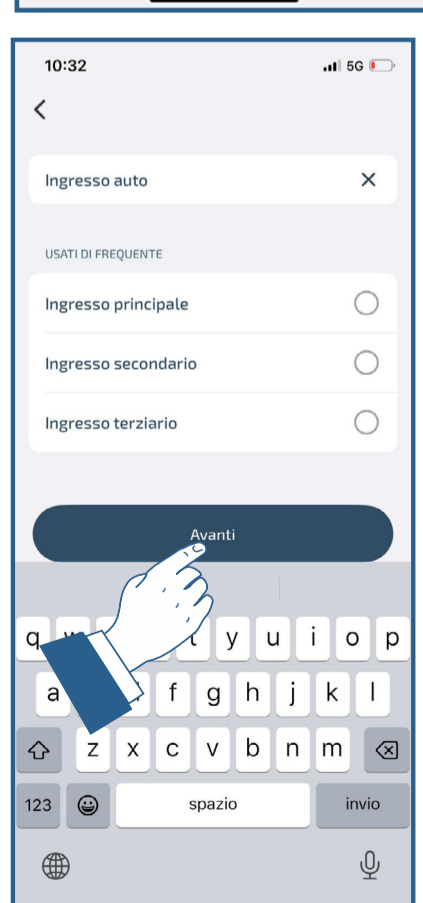 10:32 5G
Ingresso auto
USATI DI FREQUENTE
Ingresso principale
Ingresso secondario
Ingresso terziario
Avanti
q t y u i o p
a f g h j k l
z x c v b n m
123 spazio invio